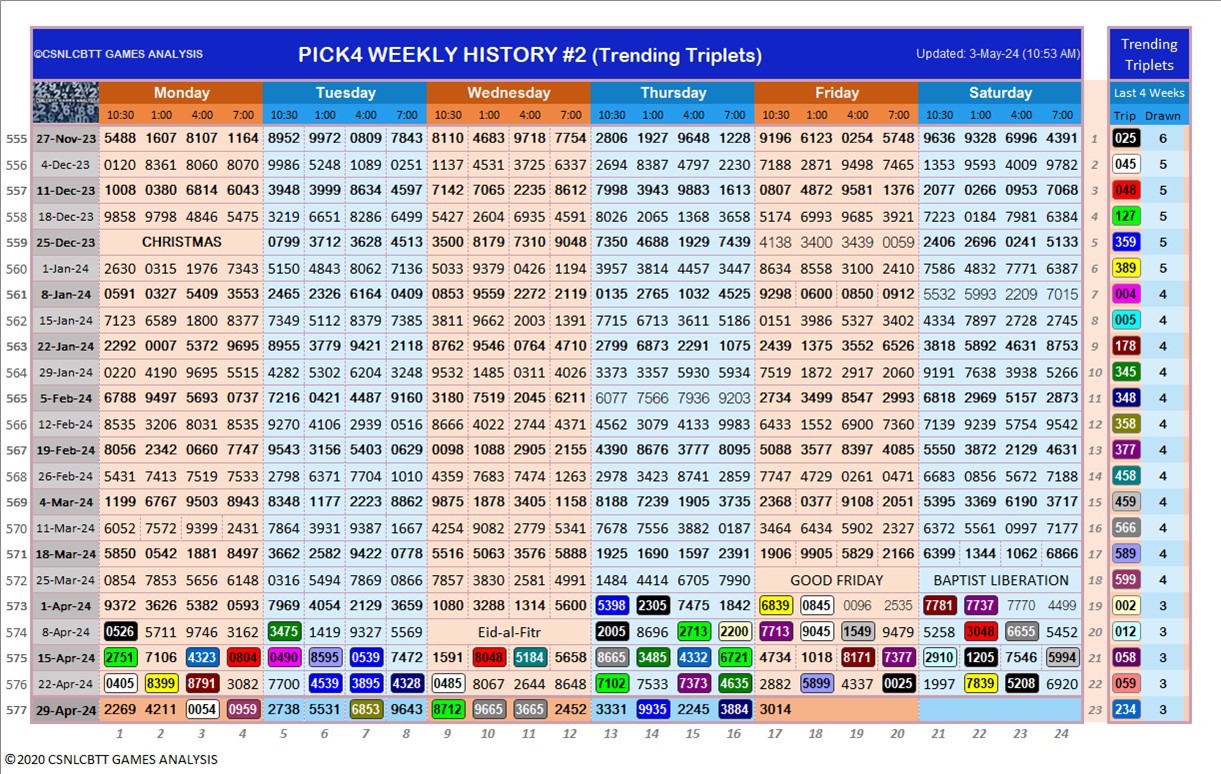 ©CSNLCBTT GAMES ANALYSIS PICK4 WEEKLY HISTORY #2 (Trending Triplets) Updated: 3-May-24 (10:53 AM) Trending Triplets
Monday Tuesday Wednesday Thursday Friday Saturday Last 4 Weeks
10:30 1:00 4:00 7:00 10:30 1:00 4:00 7:00 10:30 1:00 4:00 7:00 10:30 1:00 4:00 7:00 10:30 1:00 4:00 7:00 10:30 1:00 4:00 7:00 Trip Drawn
555 27-Nov-23 5488 1607 8107 1164 8952 9972 0809 7843 8110 4683 9718 7754 2806 1927 9648 1228 9196 6123 0254 5748 9636 9328 6996 4391 1 025 6
556 4-Dec-23 0120 8361 8060 8070 9986 5248 1089 0251 1137 4531 3725 6337 2694 8387 4797 2230 7188 2871 9498 7465 1353 9593 4009 9782 2 045 5
557 11-Dec-23 1008 0380 6814 6043 3948 3999 8634 4597 7142 7065 2235 8612 7998 3943 9883 1613 0807 4872 9581 1376 2077 0266 0953 7068 3 048 5
558 18-Dec-23 9858 9798 4846 5475 3219 6651 8286 6499 5427 2604 6935 4591 8026 2065 1368 3658 5174 6993 9685 3921 7223 0184 7981 6384 4 127 5
559 25-Dec-23 CHRISTMAS 0799 3712 3628 4513 3500 8179 7310 9048 7350 4688 1929 7439 4138 3400 3439 0059 2406 2696 0241 5133 5 359 5
560 1-Jan-24 2630 0315 1976 7343 5150 4843 8062 7136 5033 9379 0426 1194 3957 3814 4457 3447 8634 8558 3100 2410 7586 4832 7771 6387 6 389 5
561 8-Jan-24 0591 0327 5409 3553 2465 2326 6164 0409 0853 9559 2272 2119 0135 2765 1032 4525 9298 0600 0850 0912 5532 5993 2209 7015 7 004 4
562 15-Jan-24 7123 6589 1800 8377 7349 5112 8379 7385 3811 9662 2003 1391 7715 6713 3611 5186 0151 3986 5327 3402 4334 7897 2728 2745 8 005 4
563 22-Jan-24 2292 0007 5372 9695 8955 3779 9421 2118 8762 9546 0764 4710 2799 6873 2291 1075 2439 1375 3552 6526 3818 5892 4631 8753 9 178 4
564 29-Jan-24 0220 4190 9695 5515 4282 5302 6204 3248 9532 1485 0311 4026 3373 3357 5930 5934 7519 1872 2917 2060 9191 7638 3938 5266 10 345 4
565 5-Feb-24 6788 9497 5693 0737 7216 0421 4487 9160 3180 7519 2045 6211 6077 7566 7936 9203 2734 3499 8547 2993 6818 2969 5157 2873 11 348 4
566 12-Feb-24 8535 3206 8031 8535 9270 4106 2939 0516 8666 4022 2744 4371 4562 3079 4133 9983 6433 1552 6900 7360 7139 9239 5754 9542 12 358 4
567 19-Feb-24 8056 2342 0660 7747 9543 3156 5403 0629 0098 1088 2905 2155 4390 8676 3777 8095 5088 3577 8397 4085 5550 3872 2129 4631 13 377 4
568 26-Feb-24 5431 7413 7519 7533 2798 6371 7704 1010 4359 7683 7474 1263 2978 3423 8741 2859 7747 4729 0261 0471 6683 0856 5672 7188 14 458 4
569 4-Mar-24 1199 6767 9503 8943 8348 1177 2223 8862 9875 1878 3405 1158 8188 7239 1905 3735 2368 0377 9108 2051 5395 3369 6190 3717 15 459 4
570 11-Mar-24 6052 7572 9399 2431 7864 3931 9387 1667 4254 9082 2779 5341 7678 7556 3882 0187 3464 6434 5902 2327 6372 5561 0997 7177 16 566 4
571 18-Mar-24 5850 0542 1881 8497 3662 2582 9422 0778 5516 5063 3576 5888 1925 1690 1597 2391 1906 9905 5829 2166 6399 1344 1062 6866 17 589 4
572 25-Mar-24 0854 7853 5656 6148 0316 5494 7869 0866 7857 3830 2581 4991 1484 4414 6705 7990 GOOD FRIDAY BAPTIST LIBERATION 18 599 4
573 1-Apr-24 9372 3626 5382 0593 7969 4054 2129 3659 1080 3288 1314 5600 5398 2305 7475 1842 6839 0845 0096 2535 7781 7737 7770 4499 19 002 3
574 8-Apr-24 0526 5711 9746 3162 3475 1419 9327 5569 Eid-al-Fitr 2005 8696 2713 2200 7713 9045 1549 9479 5258 3048 6655 5452 20 012 3
575 15-Apr-24 2751 7106 4323 0804 0490 8595 0539 7472 1591 8048 5184 5658 8665 3485 4332 6721 4734 1018 8171 7377 2910 1205 7546 5994 21 058 3
576 22-Apr-24 0405 8399 8791 3082 7700 4539 3895 4328 0485 8067 2644 8648 7102 7533 7373 4635 2882 5899 4337 0025 1997 7839 5208 6920 22 059 3
577 29-Apr-24 2269 4211 0054 0959 2738 5531 6853 9643 8712 9665 3665 2452 3331 9935 2245 3884 3014 23 234 3
1 2 3 4 5 6 7 8 9 10 11 12 13 14 15 16 17 18 19 20 21 22 23 24
©2020 CSNLCBTT GAMES ANALYSIS